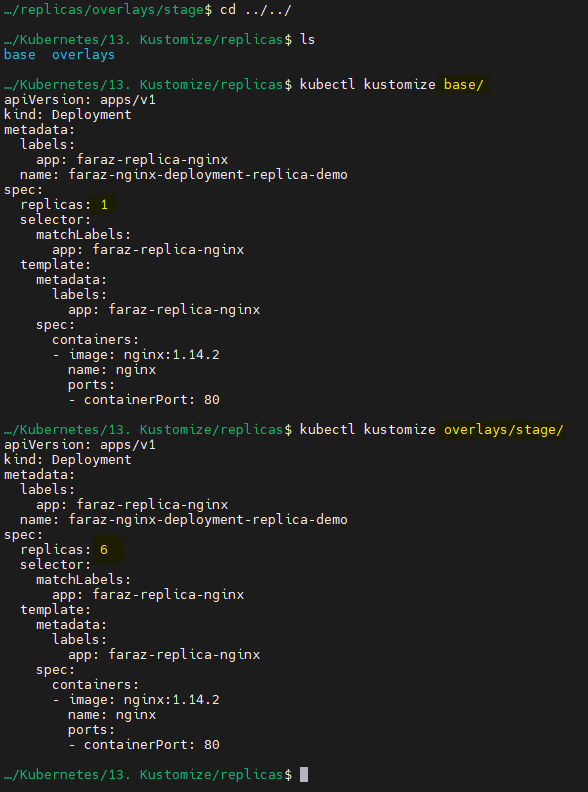 …/replicas/overlays/stage$ cd ../../
…/Kubernetes/13. Kustomize/replicas$ ls
base  overlays
…/Kubernetes/13. Kustomize/replicas$ kubectl kustomize base/
apiVersion: apps/v1
kind: Deployment
metadata:
  labels:
    app: faraz-replica-nginx
  name: faraz-nginx-deployment-replica-demo
spec:
  replicas: 1
  selector:
    matchLabels:
      app: faraz-replica-nginx
  template:
    metadata:
      labels:
        app: faraz-replica-nginx
    spec:
      containers:
      - image: nginx:1.14.2
        name: nginx
        ports:
        - containerPort: 80
…/Kubernetes/13. Kustomize/replicas$ kubectl kustomize overlays/stage/
apiVersion: apps/v1
kind: Deployment
metadata:
  labels:
    app: faraz-replica-nginx
  name: faraz-nginx-deployment-replica-demo
spec:
  replicas: 6
  selector:
    matchLabels:
      app: faraz-replica-nginx
  template:
    metadata:
      labels:
        app: faraz-replica-nginx
    spec:
      containers:
      - image: nginx:1.14.2
        name: nginx
        ports:
        - containerPort: 80
…/Kubernetes/13. Kustomize/replicas$